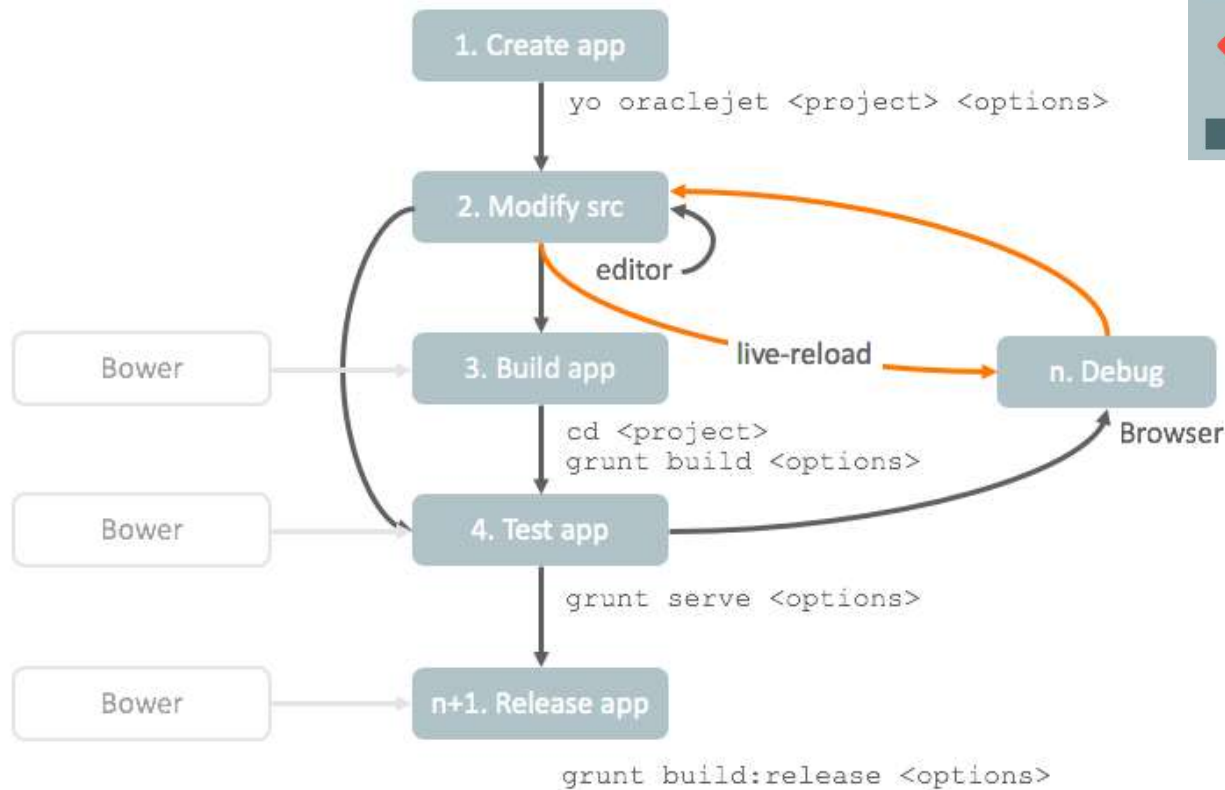 1. Create app
yo oraclejet <project> <options>
2. Modify src
editor
Bower
3. Build app
live-reload
n. Debug
cd <project>
grunt build <options>
Browser
Bower
4. Test app
grunt serve <options>
Bower
n+1. Release app
grunt build:release <options>